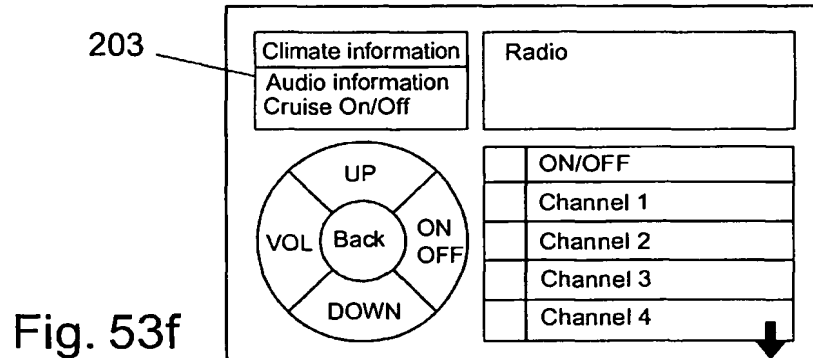 203
Climate information
Audio information
Cruise On/Off
Radio
UP
VOL
Back
ON
OFF
DOWN
ON/OFF
Channel 1
Channel 2
Channel 3
Channel 4
Fig. 53f